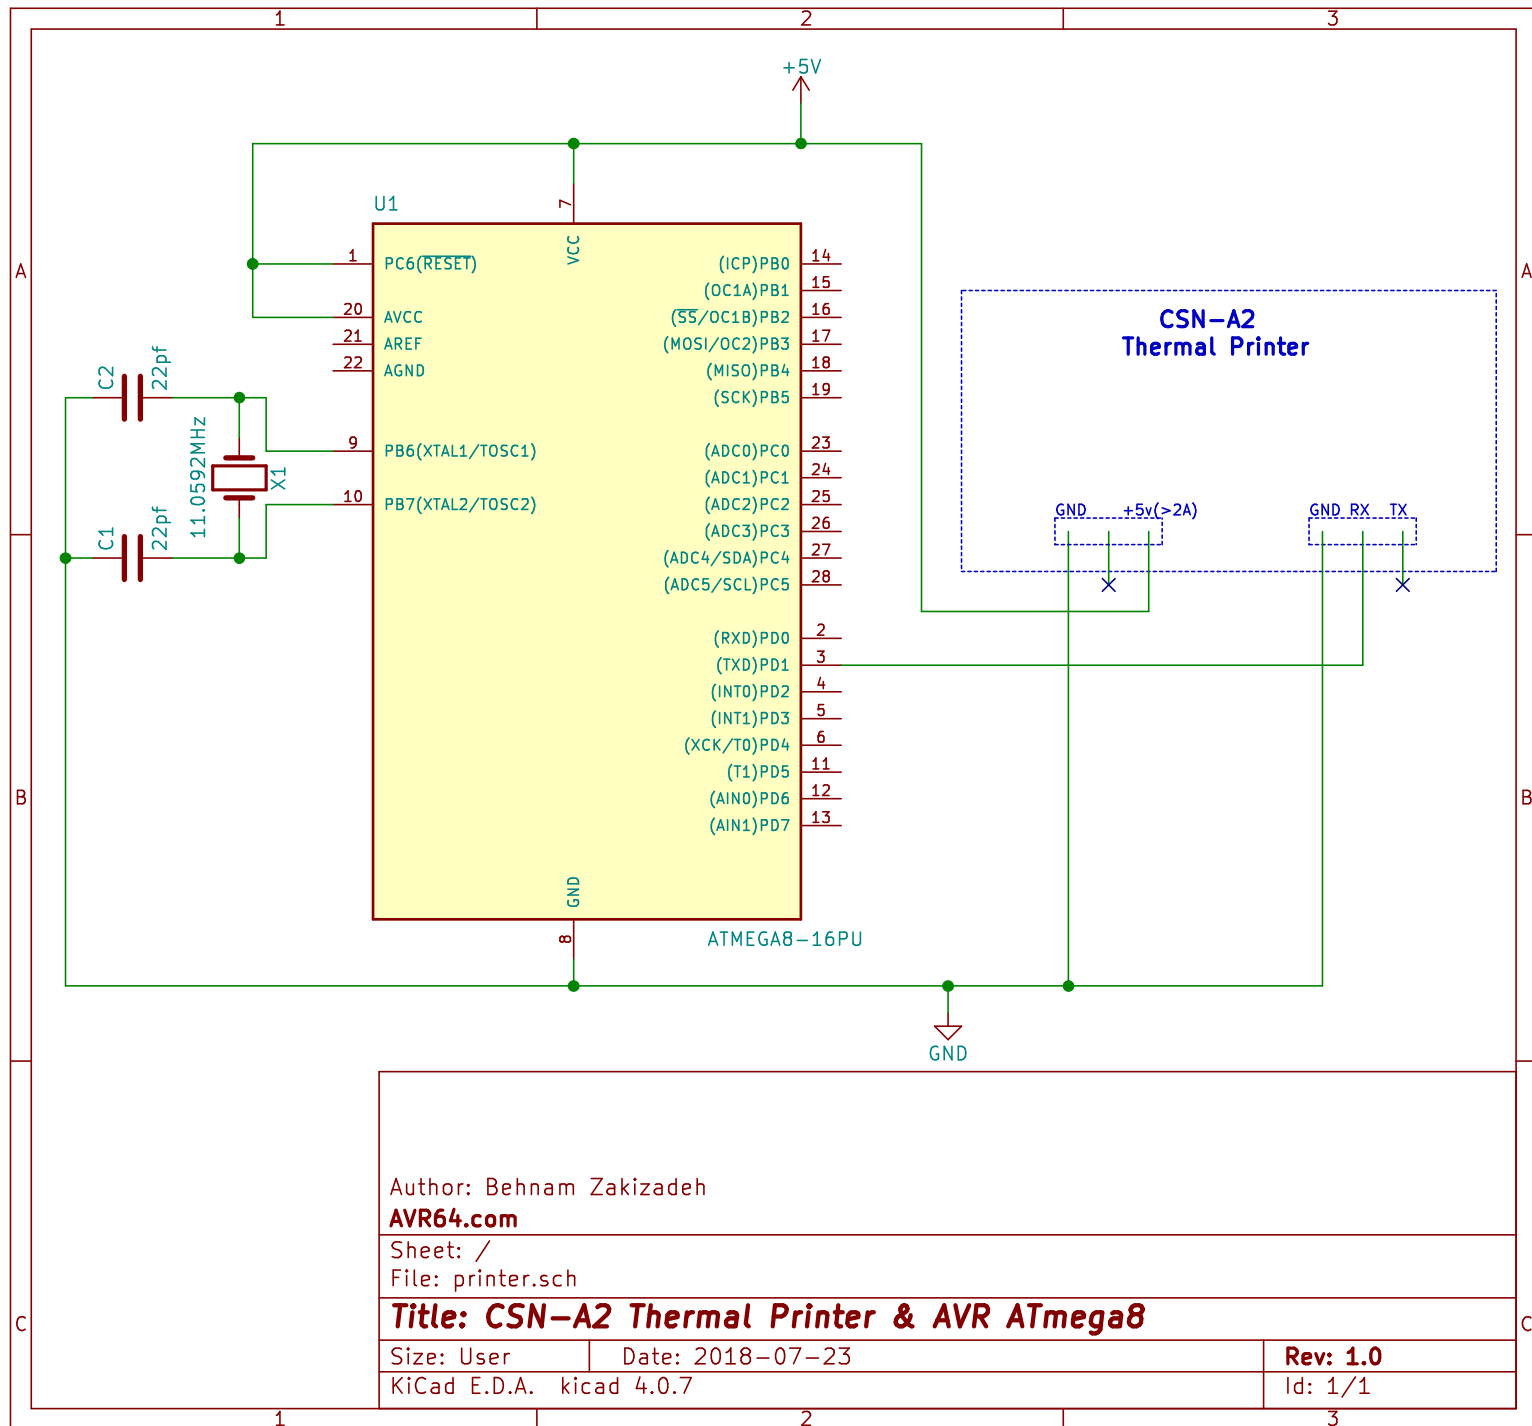 1
2
3
A
A
B
B
C
C
1
2
3
+5V
U1
7
VCC
1
PC6(RESET)
20
AVCC
21
AREF
22
AGND
9
PB6(XTAL1/TOSC1)
10
PB7(XTAL2/TOSC2)
C2
22pf
11.0592MHz
X1
C1
22pf
(ICP)PB0 14
(OC1A)PB1 15
(SS/OC1B)PB2 16
(MOSI/OC2)PB3 17
(MISO)PB4 18
(SCK)PB5 19
(ADC0)PC0 23
(ADC1)PC1 24
(ADC2)PC2 25
(ADC3)PC3 26
(ADC4/SDA)PC4 27
(ADC5/SCL)PC5 28
(RXD)PD0 2
(TXD)PD1 3
(INT0)PD2 4
(INT1)PD3 5
(XCK/T0)PD4 6
(T1)PD5 11
(AIN0)PD6 12
(AIN1)PD7 13
GND
8
ATMEGA8-16PU
CSN-A2
Thermal Printer
GND +5v(>2A)
GND RX TX
GND
Author: Behnam Zakizadeh
AVR64.com
Sheet: /
File: printer.sch
Title: CSN-A2 Thermal Printer & AVR ATmega8
Size: User Date: 2018-07-23 Rev: 1.0
KiCad E.D.A. kicad 4.0.7 Id: 1/1